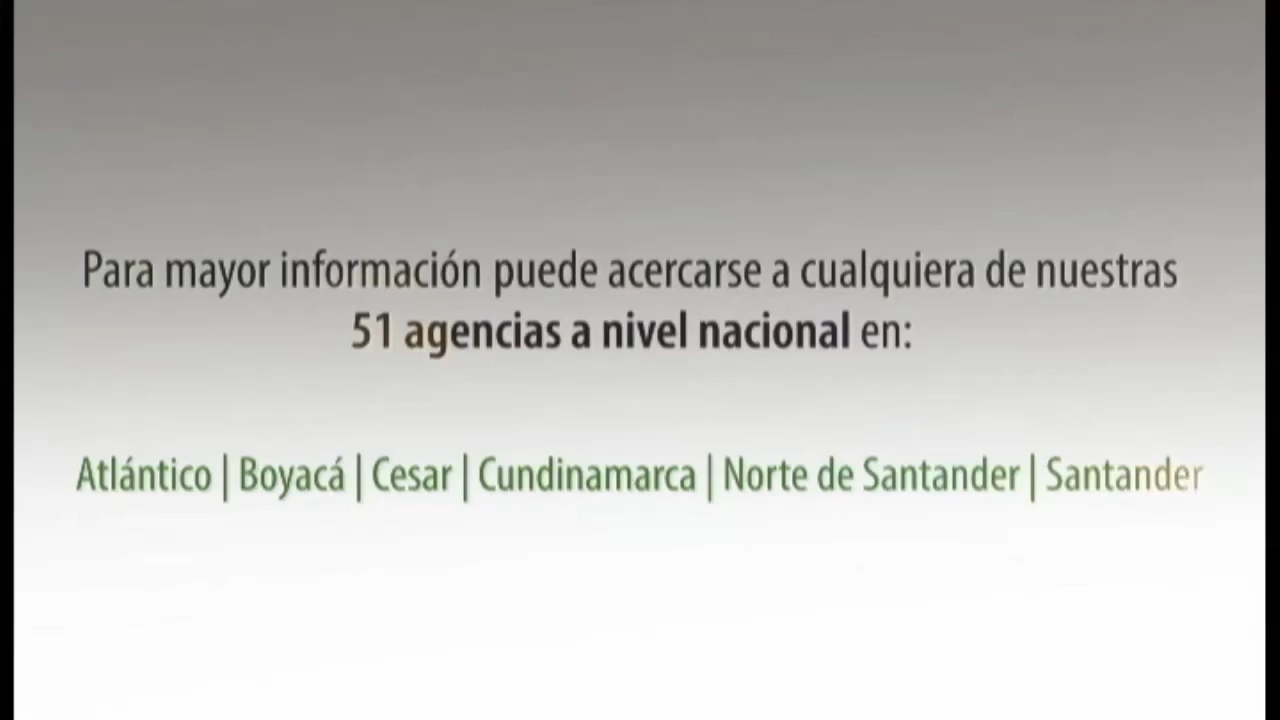 Para mayor información puede acercarse a cualquiera de nuestras
51 agencias a nivel nacional en:
Atlántico | Boyacá | Cesar | Cundinamarca | Norte de Santander | Santander